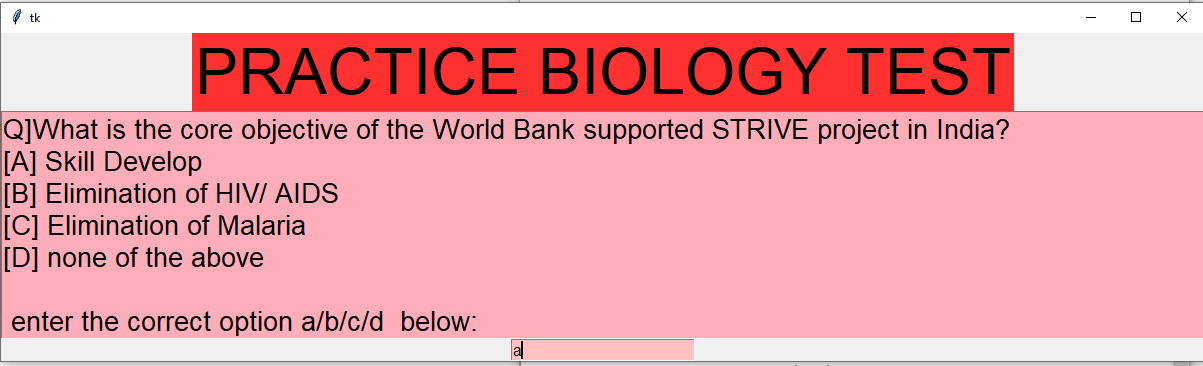 tk
PRACTICE BIOLOGY TEST
Q]What is the core objective of the World Bank supported STRIVE project in India?
[A] Skill Develop
[B] Elimination of HIV/ AIDS
[C] Elimination of Malaria
[D] none of the above
enter the correct option a/b/c/d  below:
a